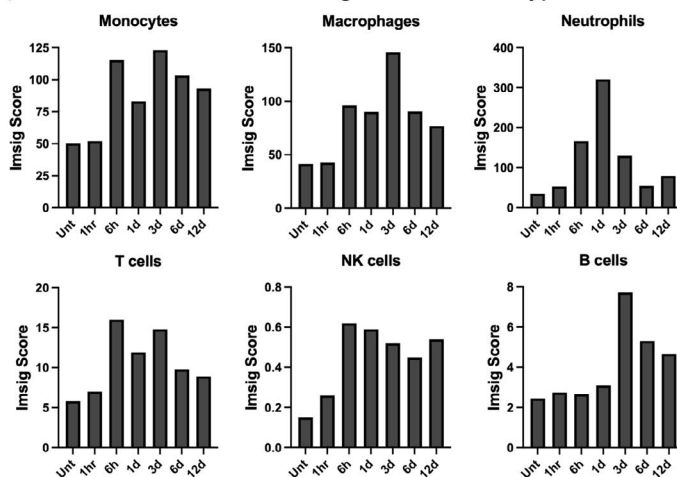 Monocytes
Imsig Score
125
100
75
50
25
0
Unt 1hr 6h 1d 3d 6d 12d
Macrophages
Imsig Score
150
100
50
0
Unt 1hr 6h 1d 3d 6d 12d
Neutrophils
Imsig Score
400
300
200
100
0
Unt 1hr 6h 1d 3d 6d 12d
T cells
Imsig Score
20
15
10
5
0
Unt 1hr 6h 1d 3d 6d 12d
NK cells
Imsig Score
0.8
0.6
0.4
0.2
0.0
Unt 1hr 6h 1d 3d 6d 12d
B cells
Imsig Score
8
6
4
2
0
Unt 1hr 6h 1d 3d 6d 12d